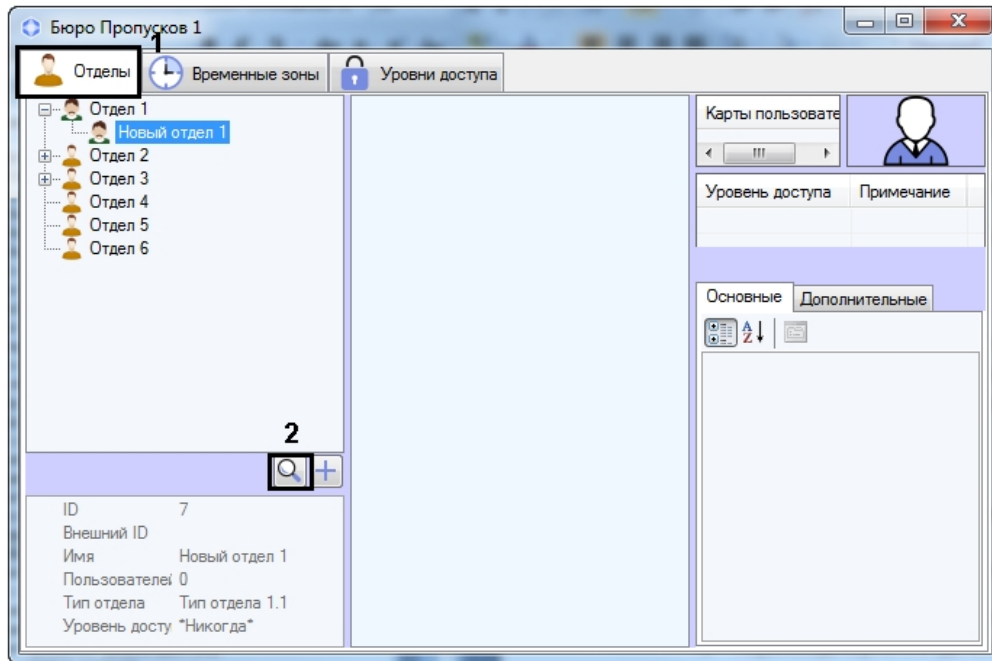 Бюро Пропусков 1
1
Отделы
Временные зоны
Уровни доступа
Отдел 1
Новый отдел 1
Отдел 2
Отдел 3
Отдел 4
Отдел 5
Отдел 6
2
ID 7
Внешний ID
Имя Новый отдел 1
Пользователей 0
Тип отдела Тип отдела 1.1
Уровень досту *Никогда*
Карты пользовате
Уровень доступа Примечание
Основные Дополнительные
A
Z